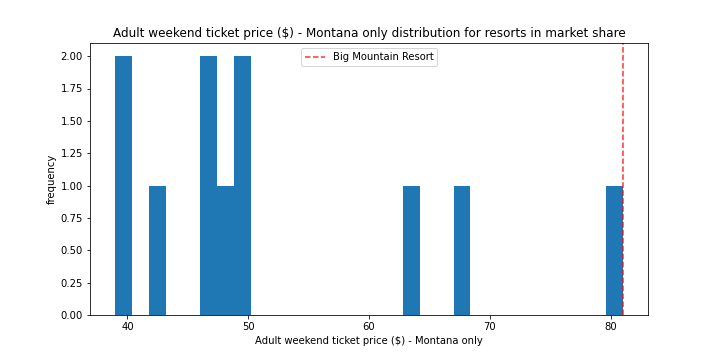 Adult weekend ticket price ($) - Montana only distribution for resorts in market share
Big Mountain Resort
frequency
2.00
1.75
1.50
1.25
1.00
0.75
0.50
0.25
0.00
40 50 60 70 80
Adult weekend ticket price ($) - Montana only